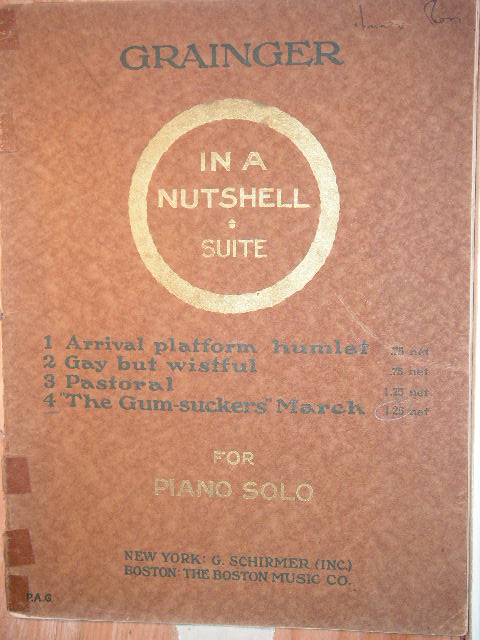 GRAINGER
IN A
NUTSHELL
SUITE
1 Arrival platform humlet .75 net
2 Gay but wistful .75 net
3 Pastoral 1.25 net
4 "The Gum-suckers" March 1.25 net
FOR
PIANO SOLO
NEW YORK: G. SCHIRMER (INC.)
BOSTON: THE BOSTON MUSIC CO.
P.A.G.